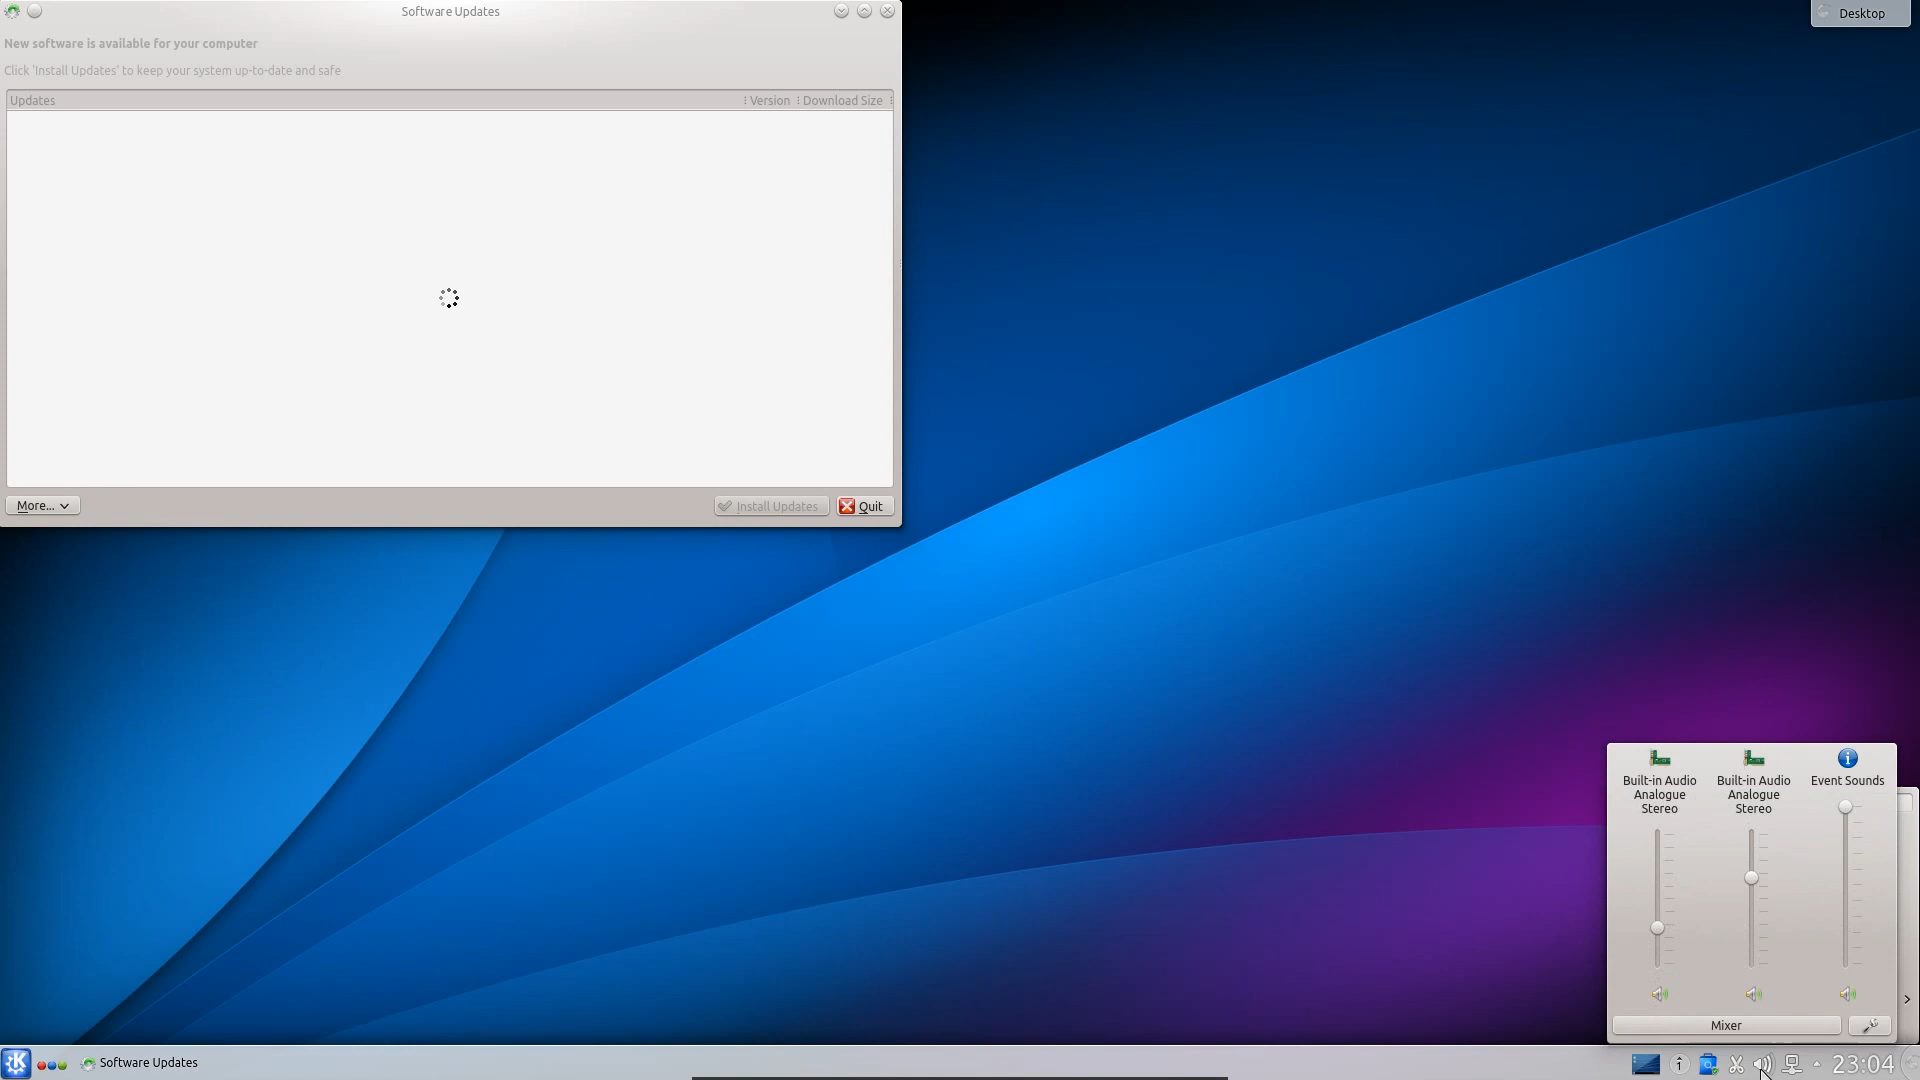 Software Updates
Desktop
New software is available for your computer
Click 'Install Updates' to keep your system up-to-date and safe
Updates
Version
Download Size
More...
Install Updates
Quit
Built-in Audio
Analogue
Stereo
Built-in Audio
Analogue
Stereo
Event Sounds
Mixer
Software Updates
23:04